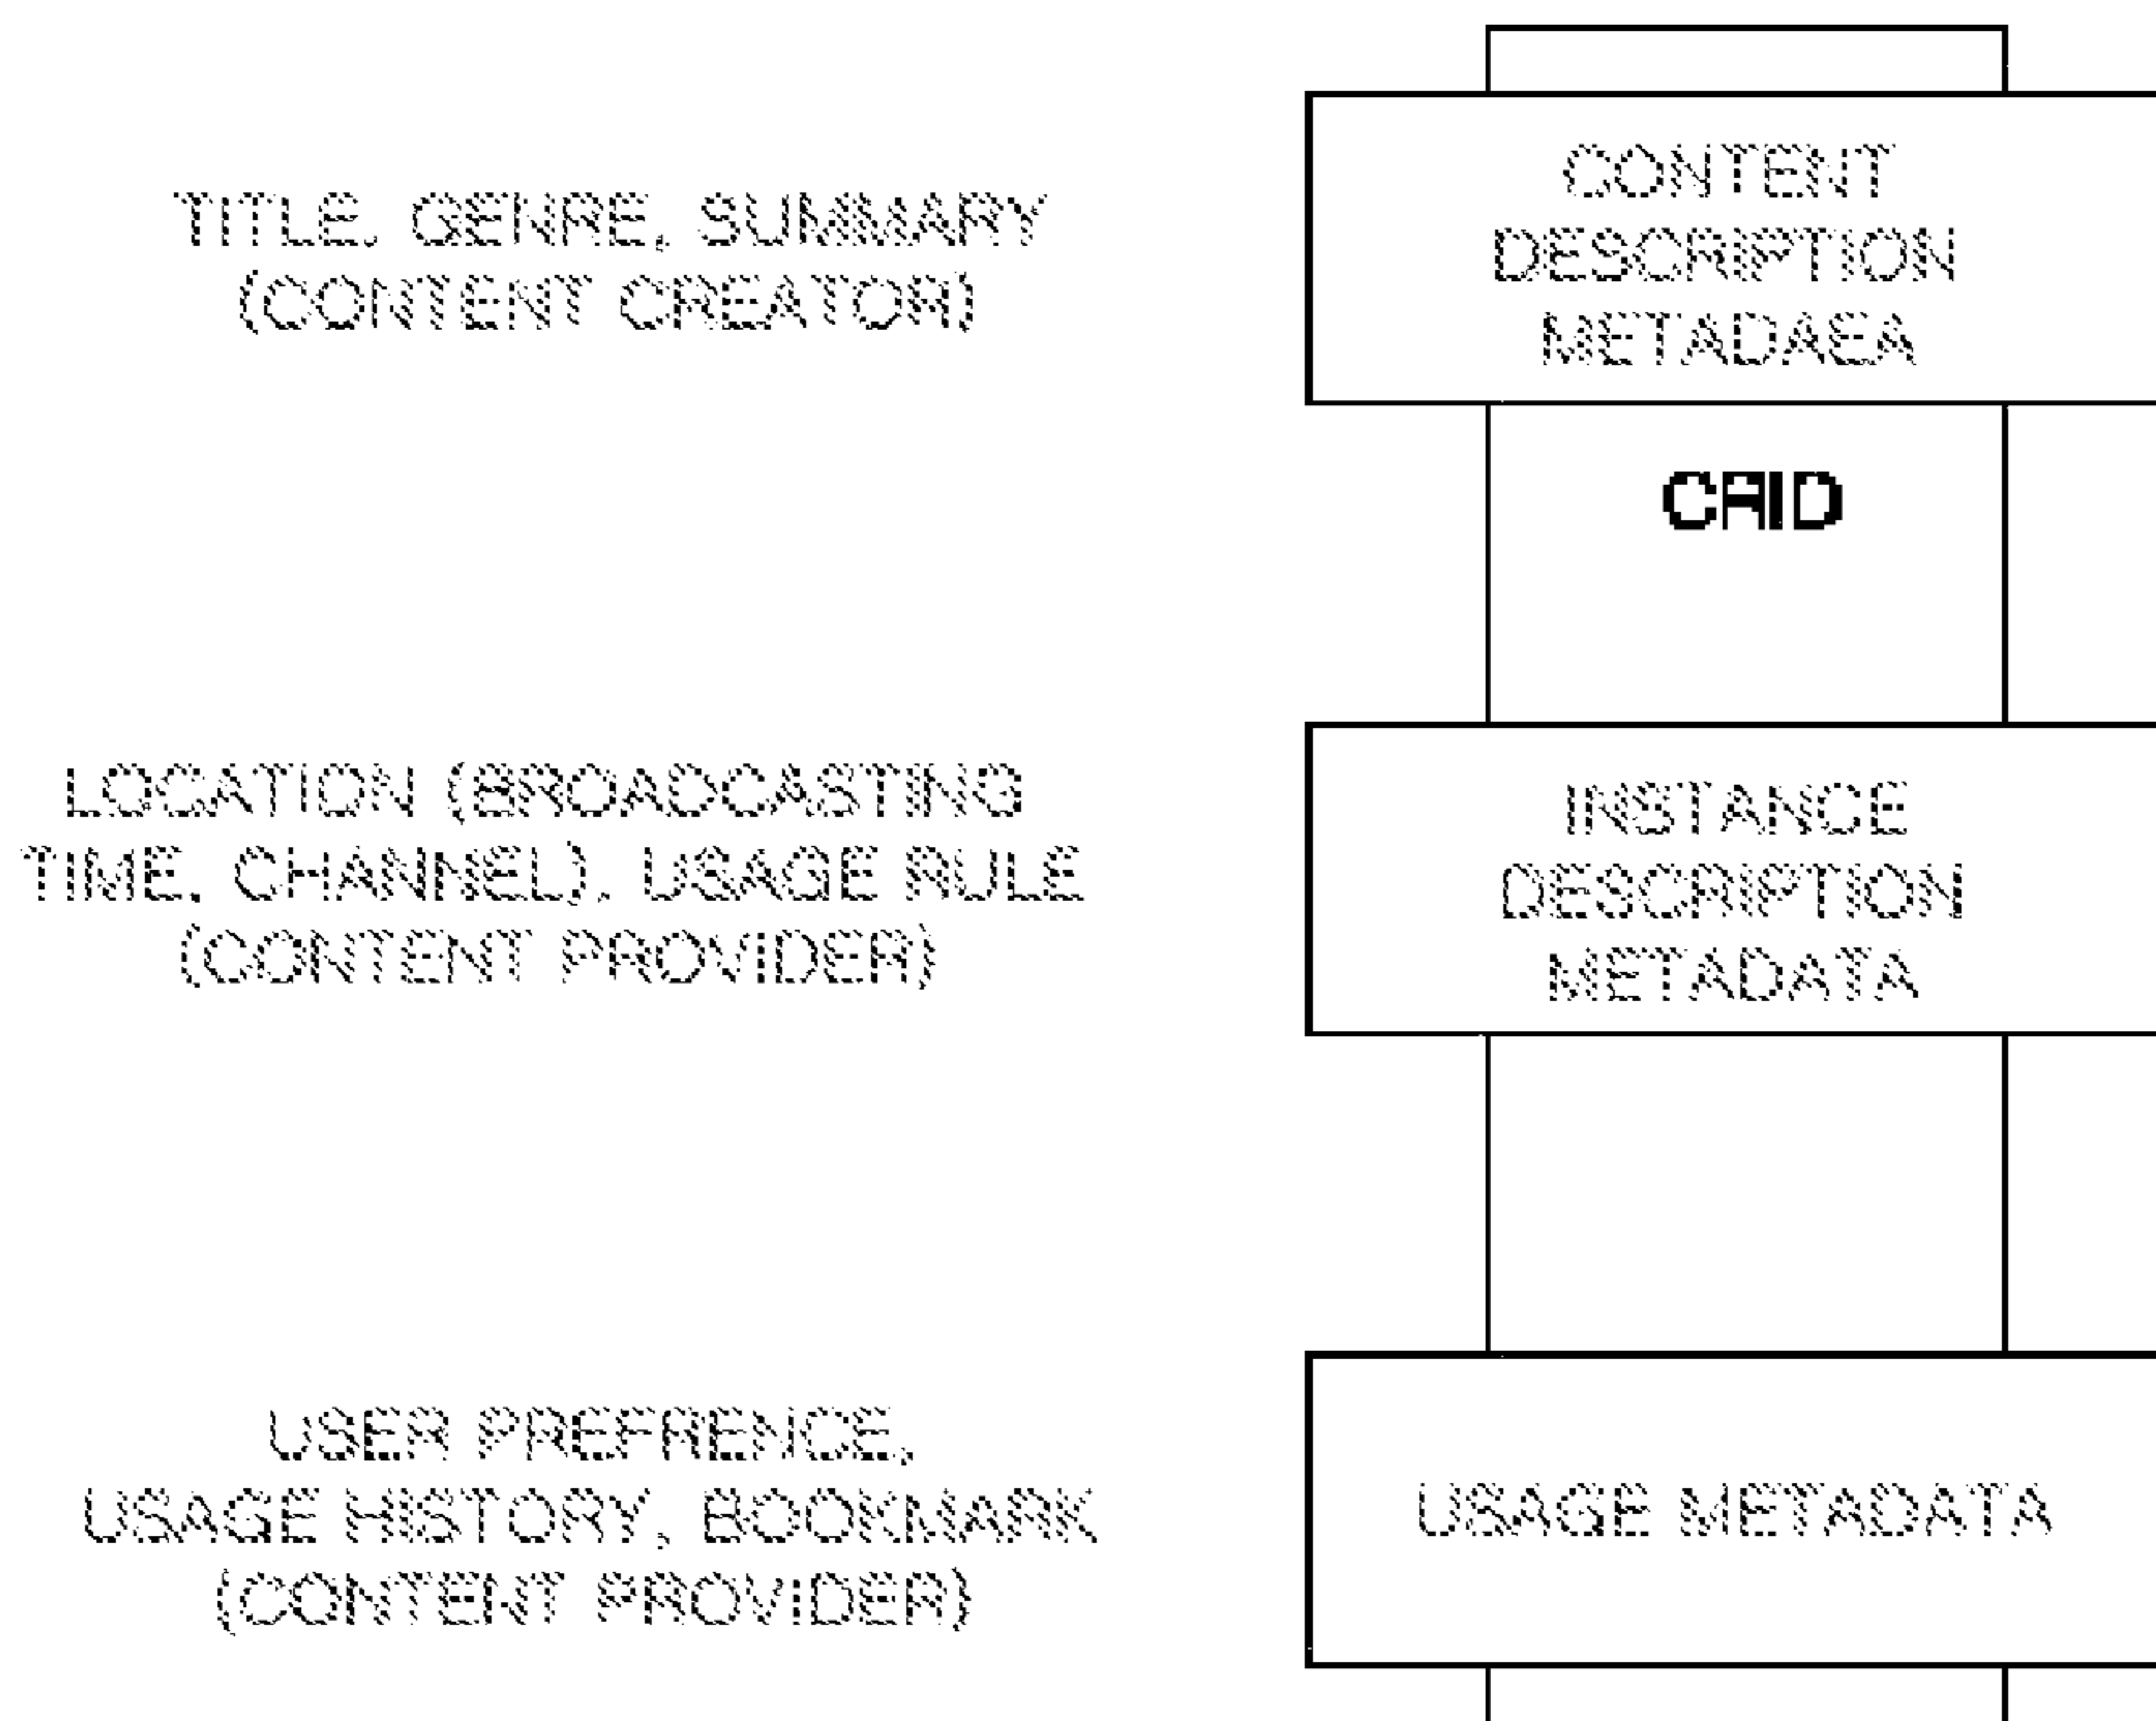 TITLE, GENRE, SUMMARY
(CONTENT CREATOR)
CONTENT
DESCRIPTION
METADAEA
CRID
LOCATION (BROADCASTING
TIME, CHANNEL), USAGE RULE
(CONTENT PROVIDER)
INSTANCE
DESCRIPTION
METADATA
USER PREFRENCE,
USAGE HISTORY, BOOKMARK
(CONTENT PROVIDER)
USAGE METADATA